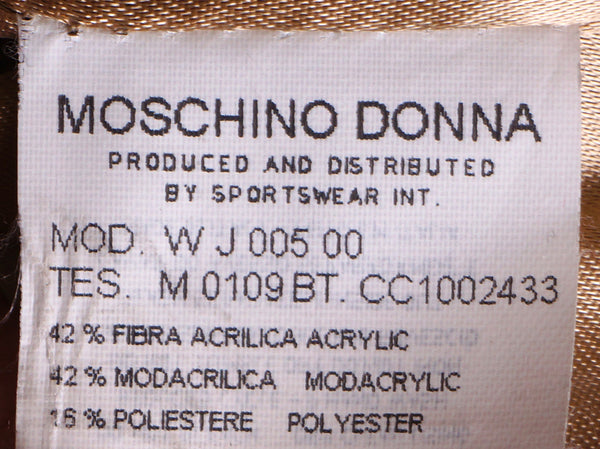 MOSCHINO DONNA
PRODUCED AND DISTRIBUTED
BY SPORTSWEAR INT.
MOD. W J 005 00
TES. M 0109 BT. CC1002433
42 % FIBRA ACRILICA ACRYLIC
42 % MODACRILICA MODACRYLIC
16 % POLIESTERE POLYESTER